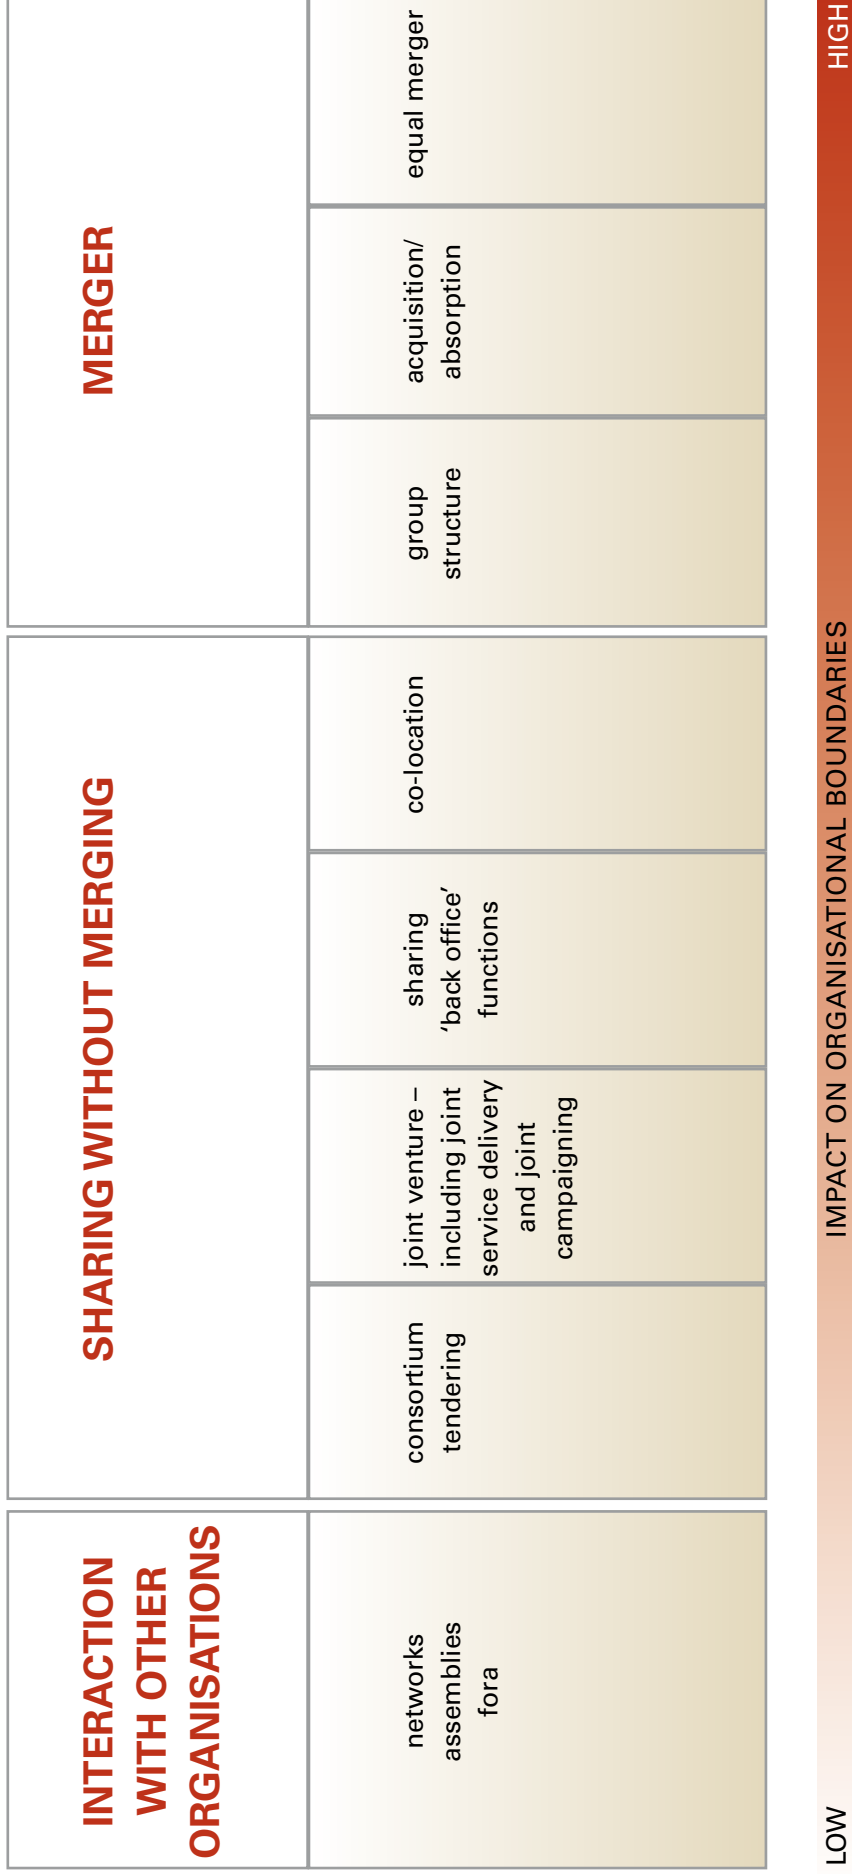 INTERACTION
WITH OTHER
ORGANISATIONS
SHARING WITHOUT MERGING
MERGER
networks
assemblies
fora
consortium
tendering
joint venture –
including joint
service delivery
and joint
campaigning
sharing
‘back office’
functions
co-location
group
structure
acquisition/
absorption
equal merger
LOW
IMPACT ON ORGANISATIONAL BOUNDARIES
HIGH